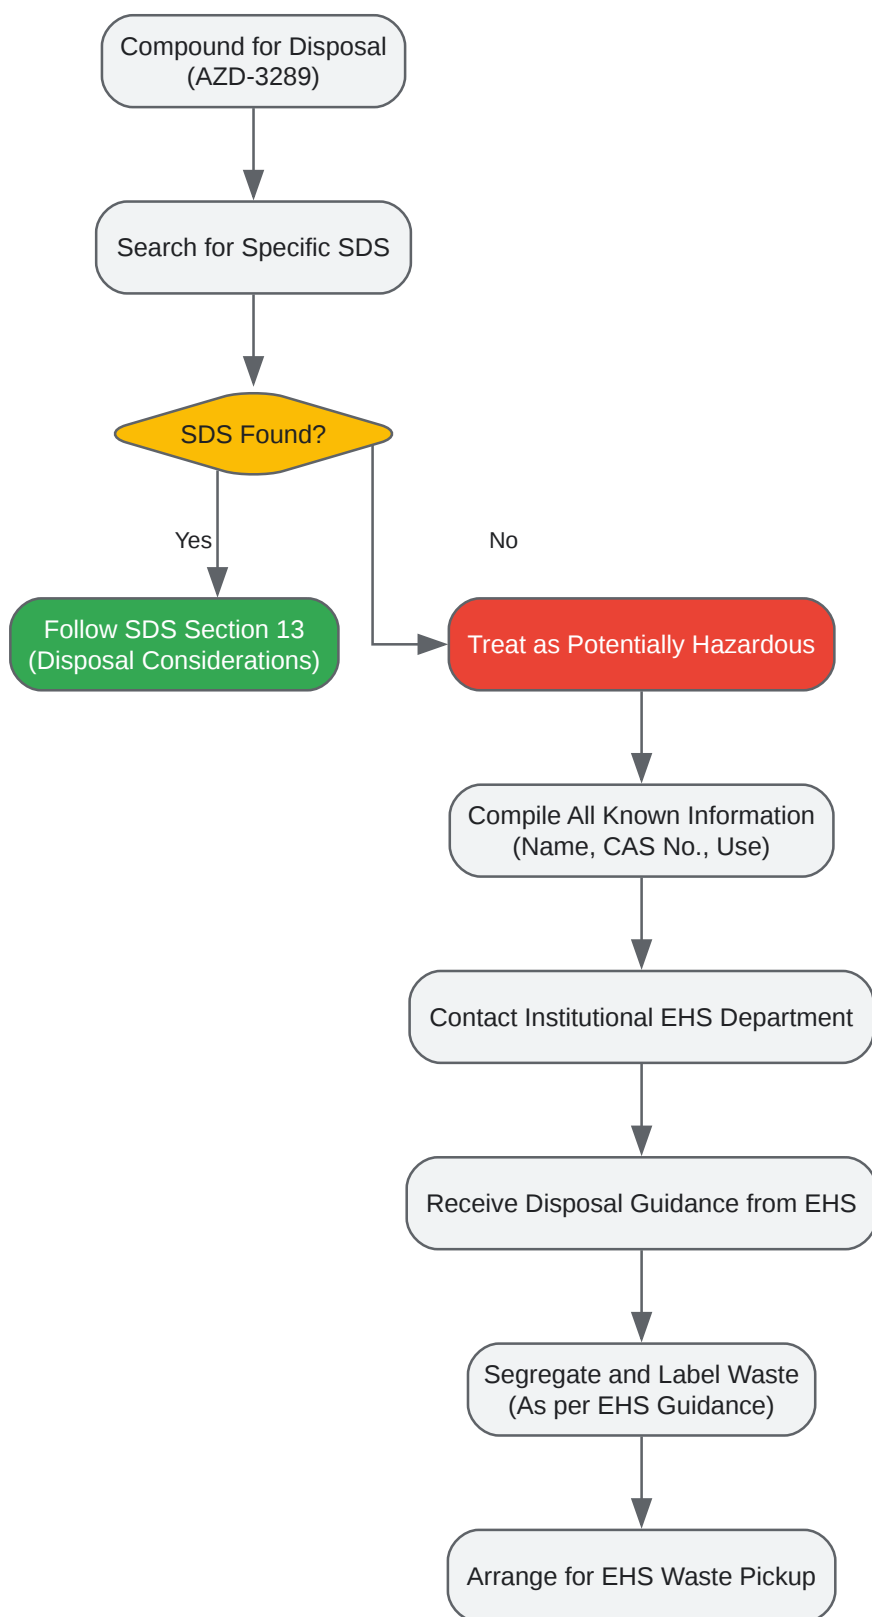 Compound for Disposal
(AZD-3289)
Search for Specific SDS
SDS Found?
Yes
No
Follow SDS Section 13
(Disposal Considerations)
Treat as Potentially Hazardous
Compile All Known Information
(Name, CAS No., Use)
Contact Institutional EHS Department
Receive Disposal Guidance from EHS
Segregate and Label Waste
(As per EHS Guidance)
Arrange for EHS Waste Pickup